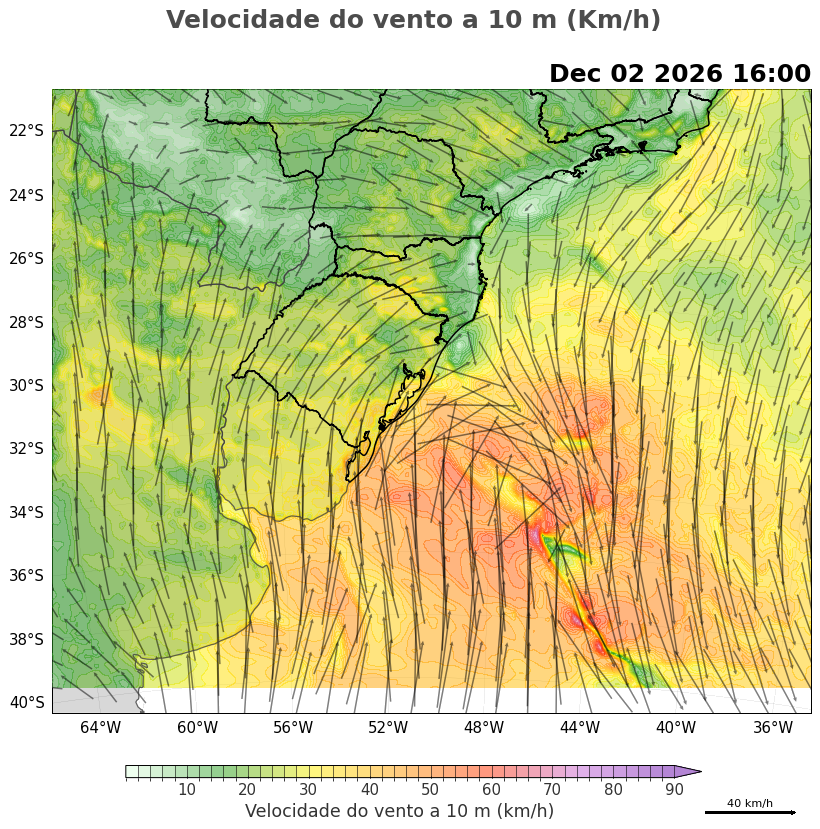 Velocidade do vento a 10 m (Km/h)
Dec 02 2026 16:00
22°S
24°S
26°S
28°S
30°S
32°S
34°S
36°S
38°S
40°S
64°W 60°W 56°W 52°W 48°W 44°W 40°W 36°W
10 20 30 40 50 60 70 80 90
Velocidade do vento a 10 m (km/h)
40 km/h